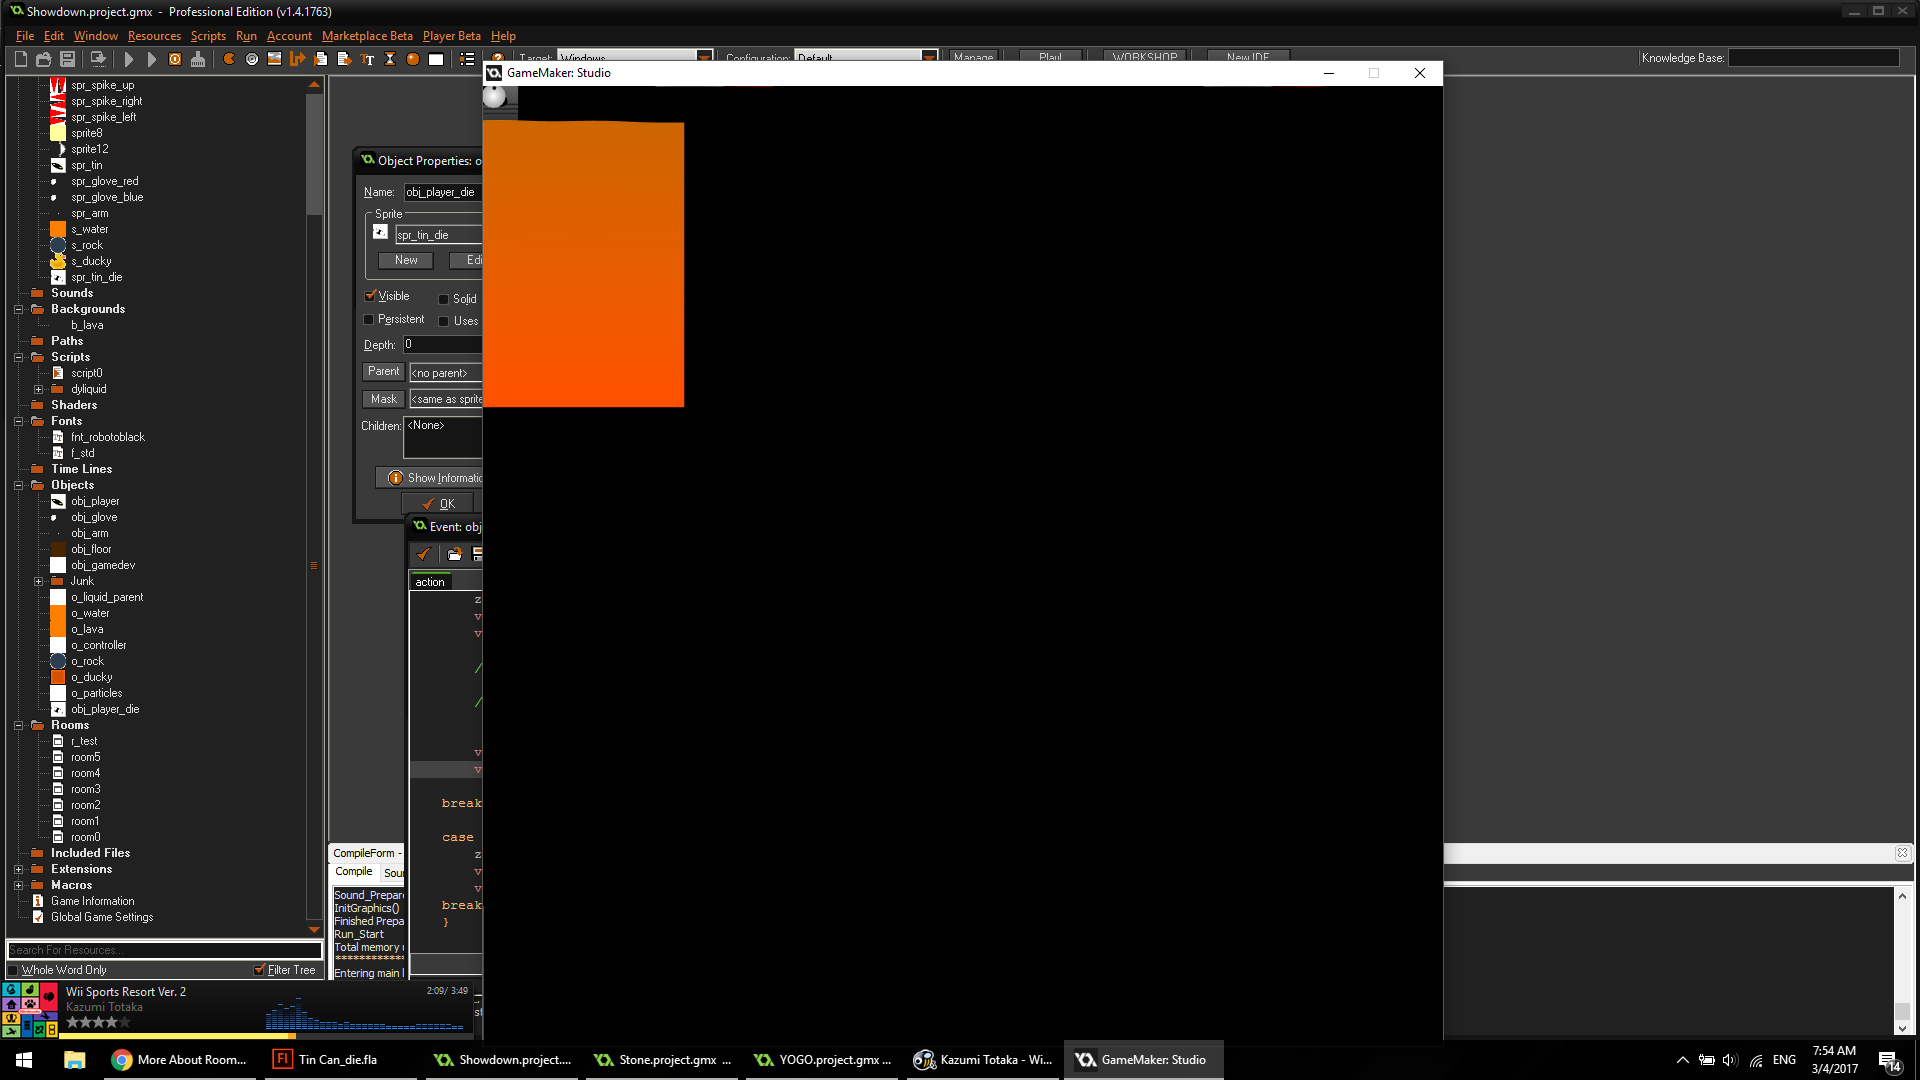 Showdown.project.gmx - Professional Edition (v1.4.1763)
File Edit Window Resources Scripts Run Account Marketplace Beta Player Beta Help
Target: Windows Configuration: Default Manage Play! WORKSHOP New IDE Knowledge Base:
GameMaker: Studio
spr_spike_up
spr_spike_right
spr_spike_left
sprite8
sprite12
spr_tin
spr_glove_red
spr_glove_blue
spr_arm
s_water
s_rock
s_ducky
spr_tin_die
Sounds
Backgrounds
b_lava
Paths
Scripts
script0
dyliquid
Shaders
Fonts
fnt_robotoblack
f_std
Time Lines
Objects
obj_player
obj_glove
obj_arm
obj_floor
obj_gamedev
Junk
o_liquid_parent
o_water
o_lava
o_controller
o_rock
o_ducky
o_particles
obj_player_die
Rooms
r_test
room5
room4
room3
room2
room1
room0
Included Files
Extensions
Macros
Game Information
Global Game Settings
Search For Resources...
Whole Word Only Filter Tree
Object Properties: o
Name: obj_player_die
Sprite
spr_tin_die
New Edi
Visible Solid
Persistent Uses
Depth: 0
Parent <no parent>
Mask <same as sprite
Children: <None>
Show Informatio
OK
Event: obj
action
z
v
v
/
/
v
v
break
case
z
v
v
break
}
CompileForm -
Compile Sour
Sound_Prepare
InitGraphics()
Finished Prepa
Run_Start
Total memory u
************
Entering main l
Wii Sports Resort Ver. 2 2:09/ 3:49
Kazumi Totaka
More About Room...
Tin Can_die.fla
Showdown.project....
Stone.project.gmx ...
YOGO.project.gmx ...
Kazumi Totaka - Wi...
GameMaker: Studio
ENG
7:54 AM
3/4/2017
14